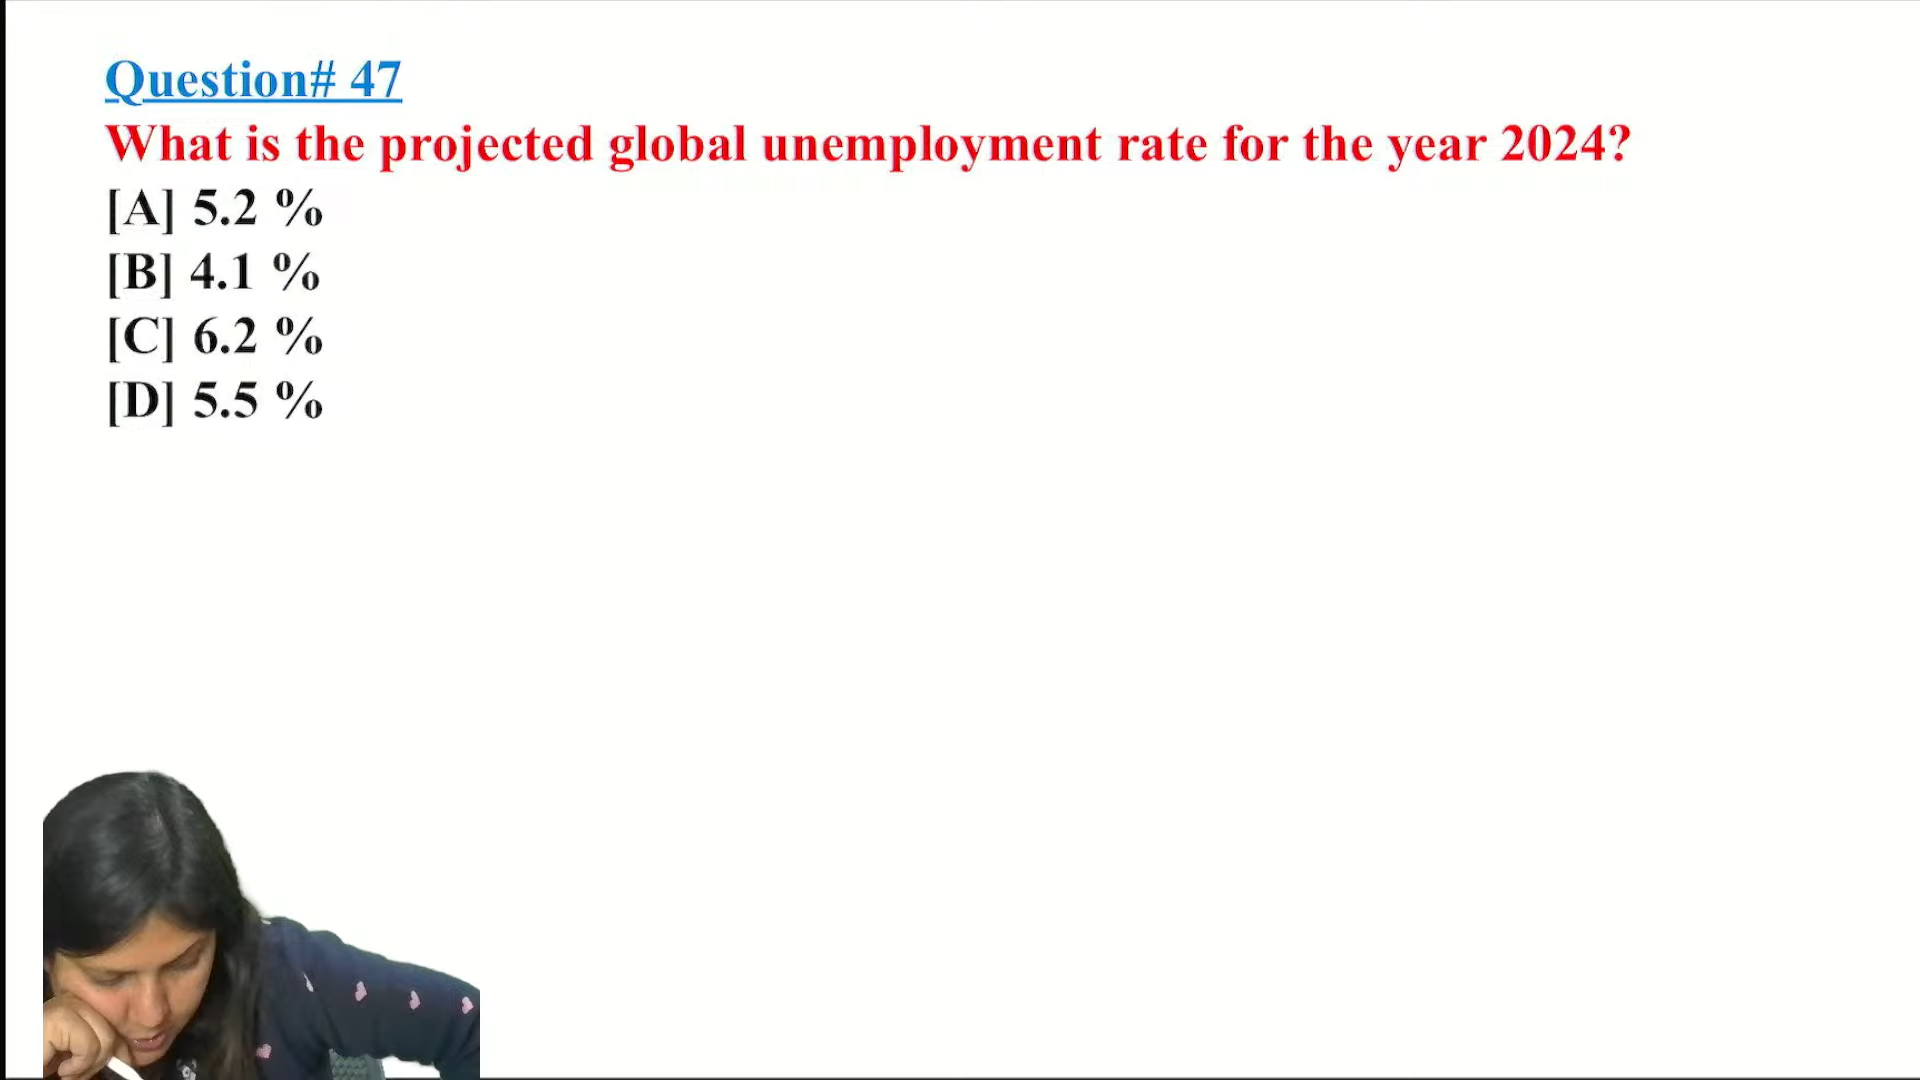 Question# 47
What is the projected global unemployment rate for the year 2024?
[A] 5.2 %
[B] 4.1 %
[C] 6.2 %
[D] 5.5 %